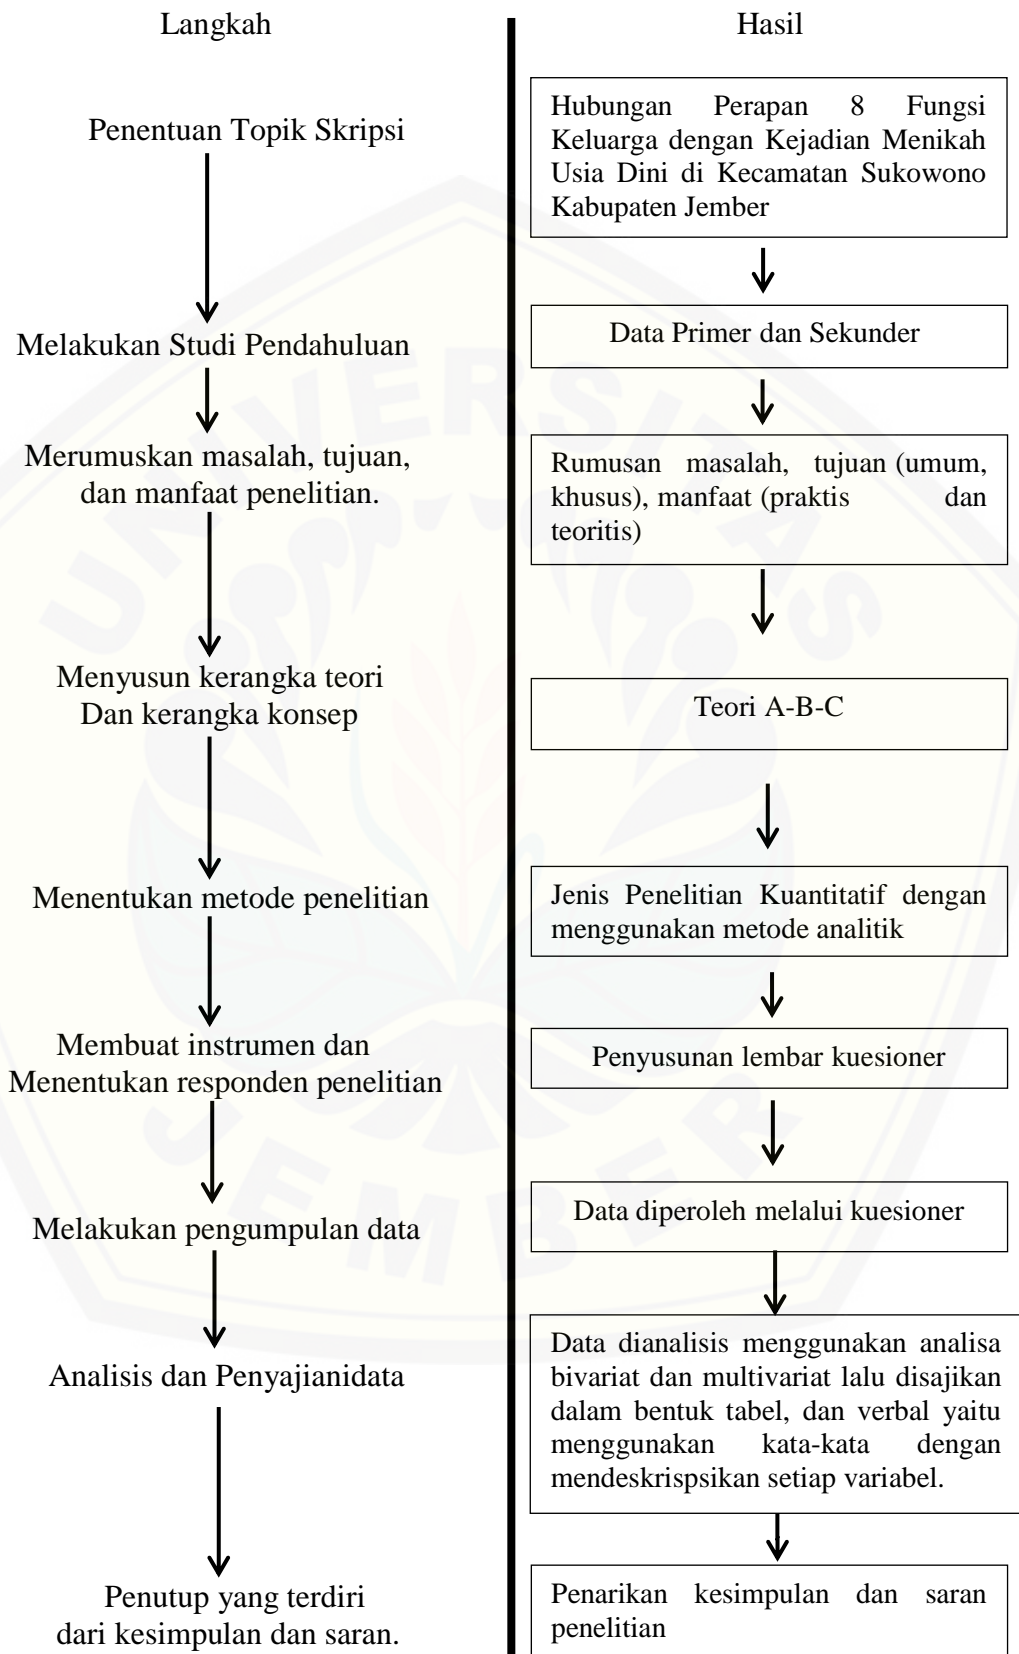 Langkah
Hasil
Penentuan Topik Skripsi
Hubungan Perapan 8 Fungsi
Keluarga dengan Kejadian Menikah
Usia Dini di Kecamatan Sukowono
Kabupaten Jember
Melakukan Studi Pendahuluan
Data Primer dan Sekunder
Merumuskan masalah, tujuan,
dan manfaat penelitian.
Rumusan masalah, tujuan (umum,
khusus), manfaat (praktis dan
teoritis)
Menyusun kerangka teori
Dan kerangka konsep
Teori A-B-C
Menentukan metode penelitian
Jenis Penelitian Kuantitatif dengan
menggunakan metode analitik
Membuat instrumen dan
Menentukan responden penelitian
Penyusunan lembar kuesioner
Melakukan pengumpulan data
Data diperoleh melalui kuesioner
Analisis dan Penyajianidata
Data dianalisis menggunakan analisa
bivariat dan multivariat lalu disajikan
dalam bentuk tabel, dan verbal yaitu
menggunakan kata-kata dengan
mendeskrispsikan setiap variabel.
Penutup yang terdiri
dari kesimpulan dan saran.
Penarikan kesimpulan dan saran
penelitian
UNIVERSITAS
JEMBER